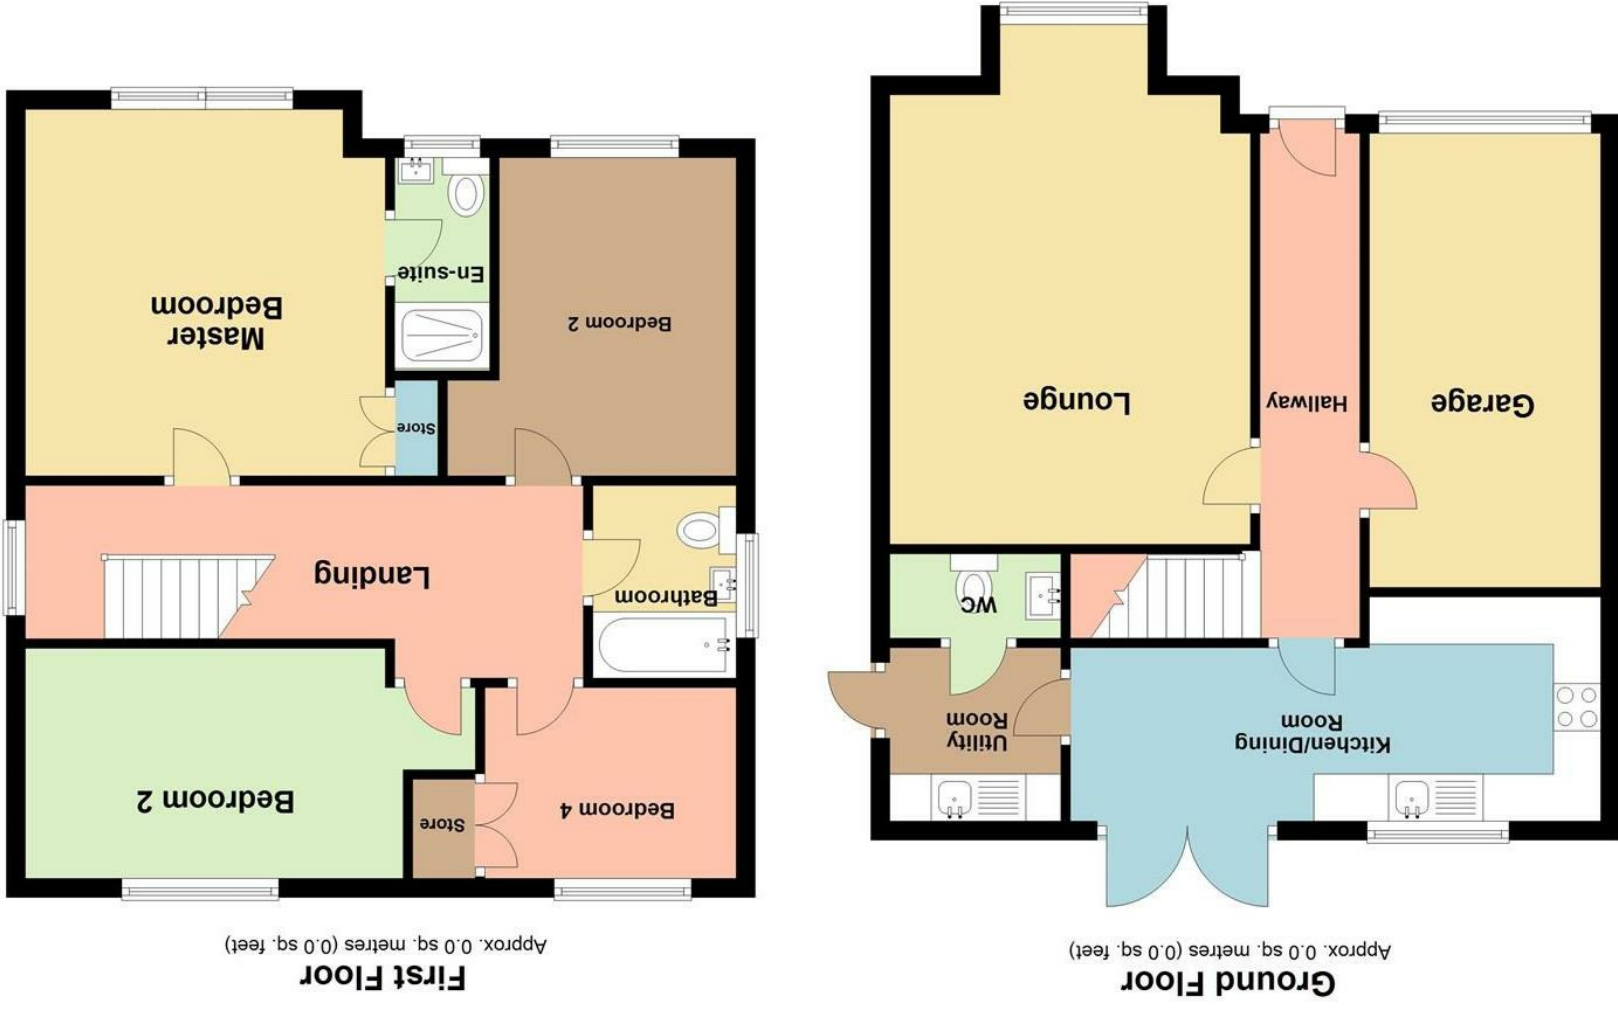 Ground Floor
Approx. 0.0 sq. metres (0.0 sq. feet)
Kitchen/Dining
Room
Utility
Room
WC
Garage
Hallway
Lounge
First Floor
Approx. 0.0 sq. metres (0.0 sq. feet)
Bedroom 4
Store
Bedroom 2
Bathroom
Landing
Store
Bedroom 2
Master
Bedroom
En-suite